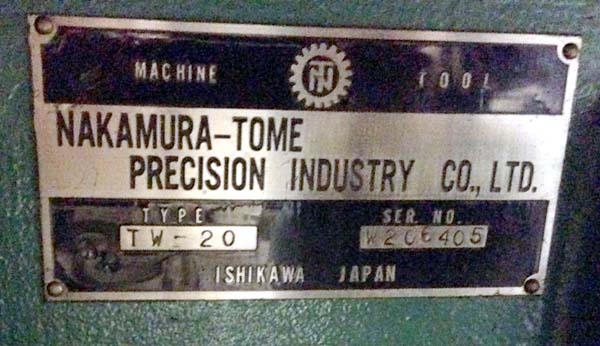 MACHINE TOOL
NAKAMURA-TOME
PRECISION INDUSTRY CO., LTD.
TYPE SER. NO.
TW-20 W206405
ISHIKAWA JAPAN